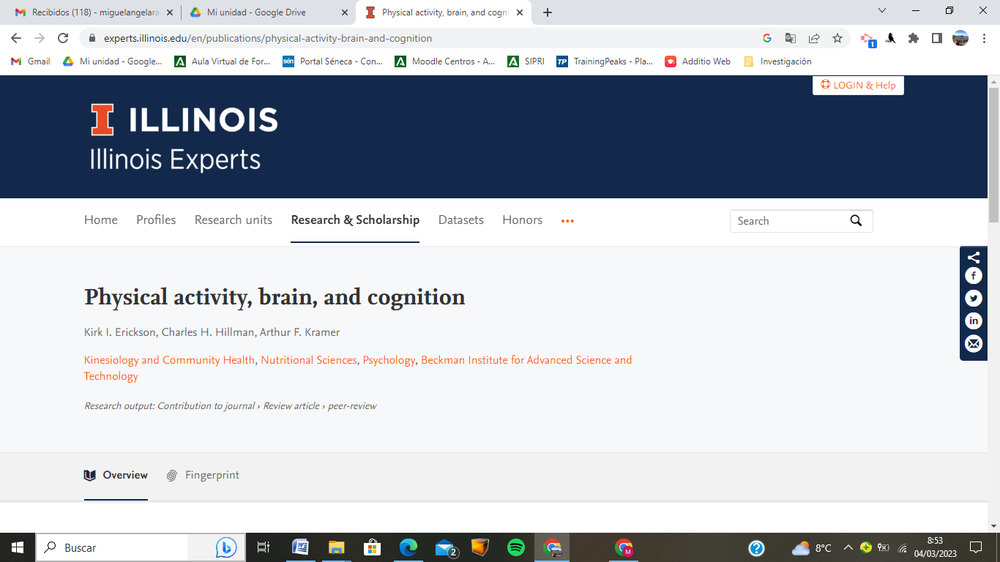 Recibidos (118) - miguelangelara
Mi unidad - Google Drive
Physical activity, brain, and cogni
experts.illinois.edu/en/publications/physical-activity-brain-and-cognition
1
Gmail
Mi unidad - Google...
Aula Virtual de For...
sén
Portal Séneca - Con...
Moodle Centros - A...
SIPRI
TP
TrainingPeaks - Pla...
Additio Web
Investigación
LOGIN & Help
I ILLINOIS
Illinois Experts
Home
Profiles
Research units
Research & Scholarship
Datasets
Honors
Search
Physical activity, brain, and cognition
Kirk I. Erickson, Charles H. Hillman, Arthur F. Kramer
Kinesiology and Community Health, Nutritional Sciences, Psychology, Beckman Institute for Advanced Science and
Technology
Research output: Contribution to journal › Review article › peer-review
Overview
Fingerprint
Buscar
2
M
8°C
8:53
04/03/2023